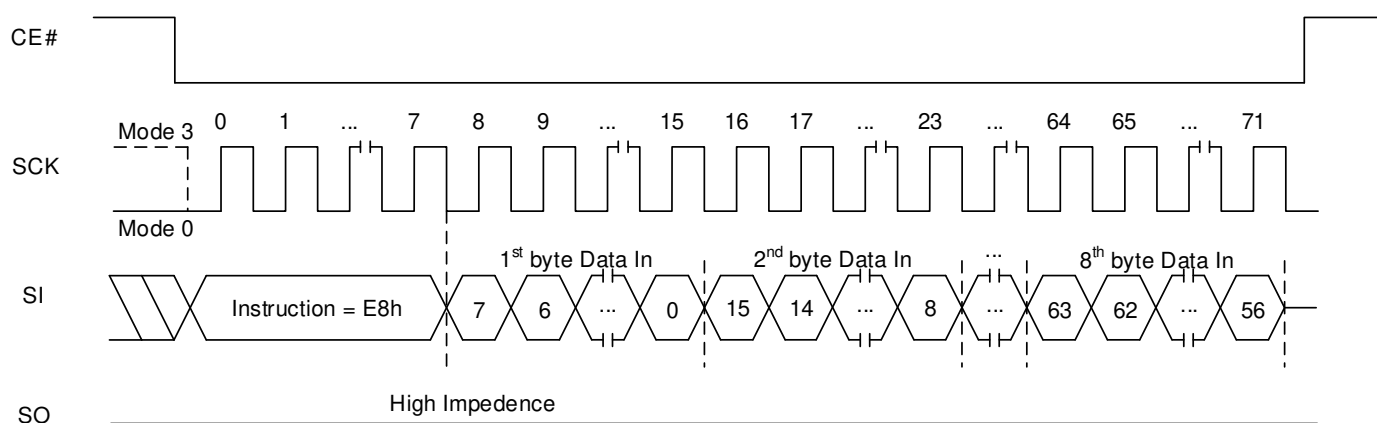 CE#
0 1 ... 7 8 9 ... 15 16 17 ... 23 ... 64 65 ... 71
Mode 3
SCK
Mode 0
1st byte Data In 2nd byte Data In ... 8th byte Data In
SI Instruction = E8h 7 6 ... 0 15 14 ... 8 ... 63 62 ... 56
High Impedence
SO